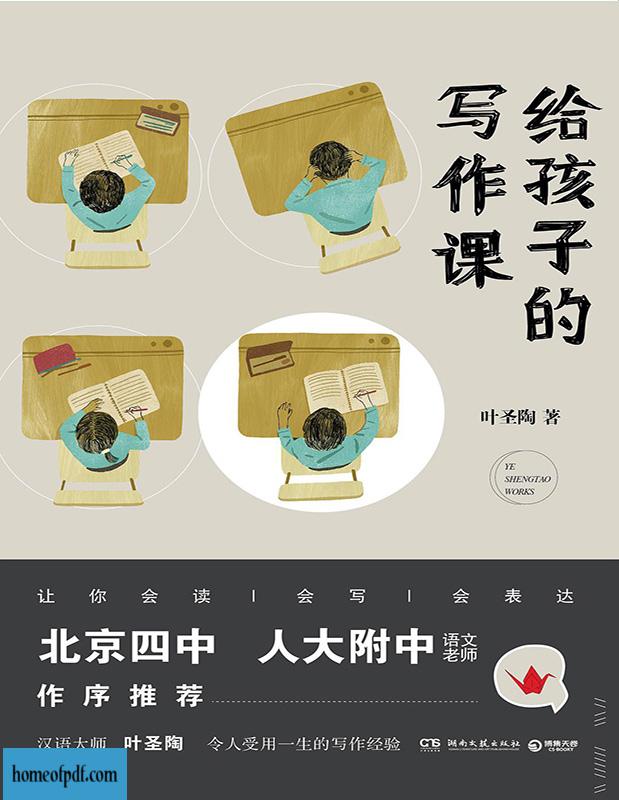 给孩子的
写作课
叶圣陶 著
YE
SHENGTAO
WORKS
让你会读 | 会写 | 会表达
北京四中 人大附中 语文老师
作序推荐
汉语大师 叶圣陶 令人受用一生的写作经验
湖南文艺出版社
博集天卷
CS-BOOKY
homeofpdf.com